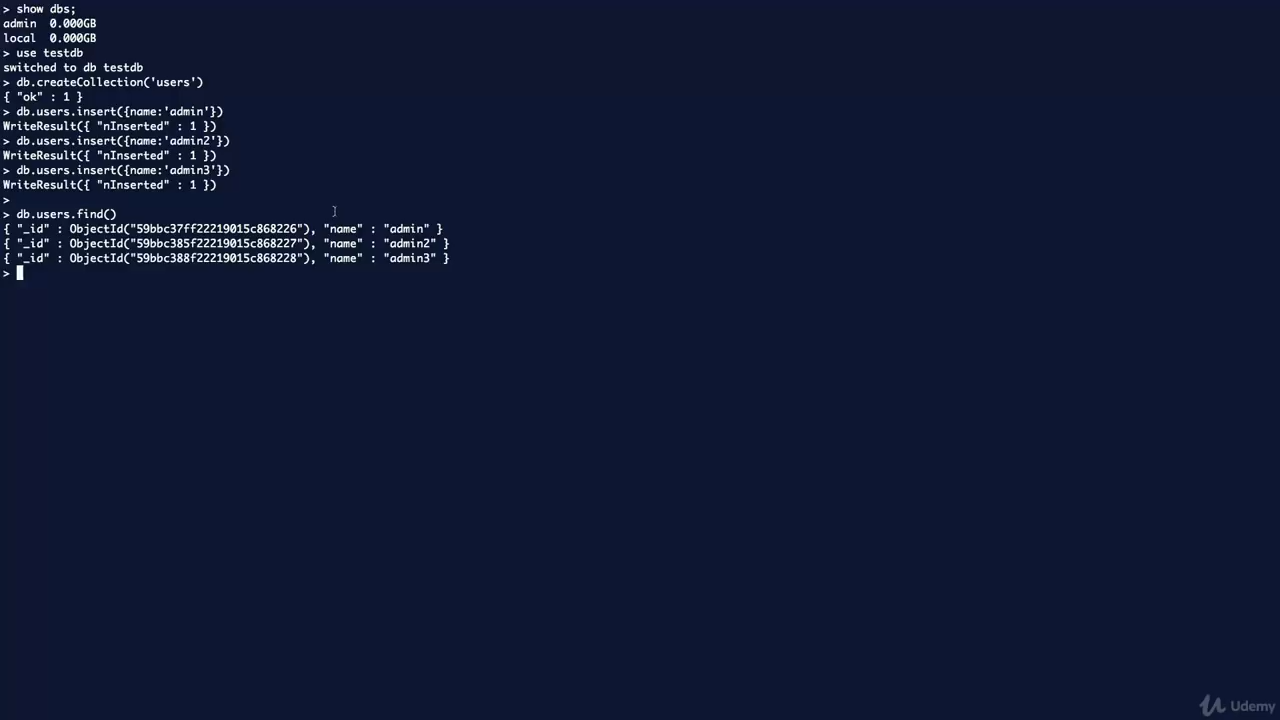 > show dbs;
admin  0.000GB
local  0.000GB
> use testdb
switched to db testdb
> db.createCollection('users')
{ "ok" : 1 }
> db.users.insert({name:'admin'})
WriteResult({ "nInserted" : 1 })
> db.users.insert({name:'admin2'})
WriteResult({ "nInserted" : 1 })
> db.users.insert({name:'admin3'})
WriteResult({ "nInserted" : 1 })
>
> db.users.find()
{ "_id" : ObjectId("59bbc37ff22219015c868226"), "name" : "admin" }
{ "_id" : ObjectId("59bbc385f22219015c868227"), "name" : "admin2" }
{ "_id" : ObjectId("59bbc388f22219015c868228"), "name" : "admin3" }
>
Udemy